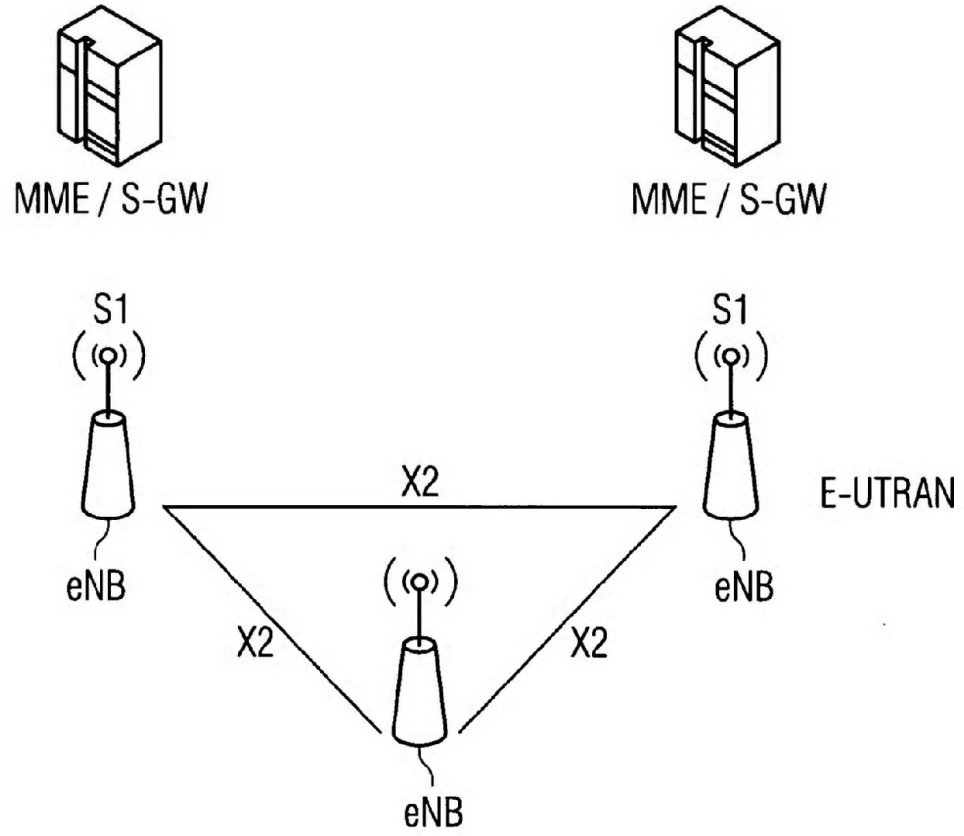 MME / S-GW
MME / S-GW
S1
S1
X2
E-UTRAN
eNB
eNB
X2
X2
eNB